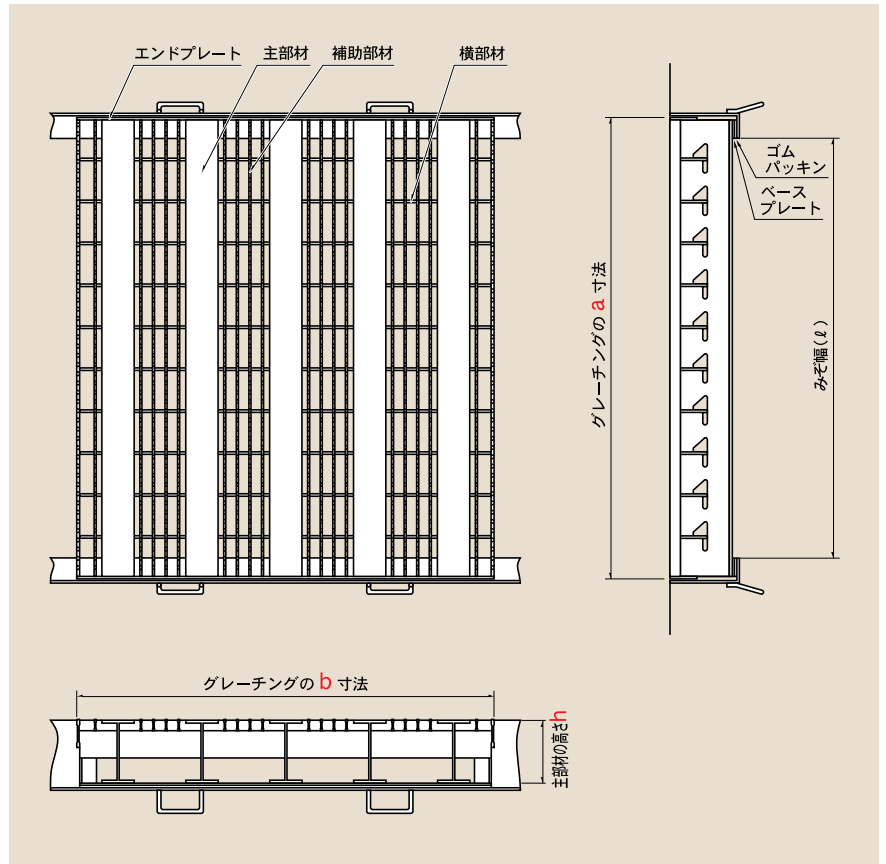 エンドプレート
主部材
補助部材
横部材
ゴム
パッキン
ベース
プレート
グレーチングの a 寸法
みぞ幅(ℓ)
グレーチングの b 寸法
主部材の高さh